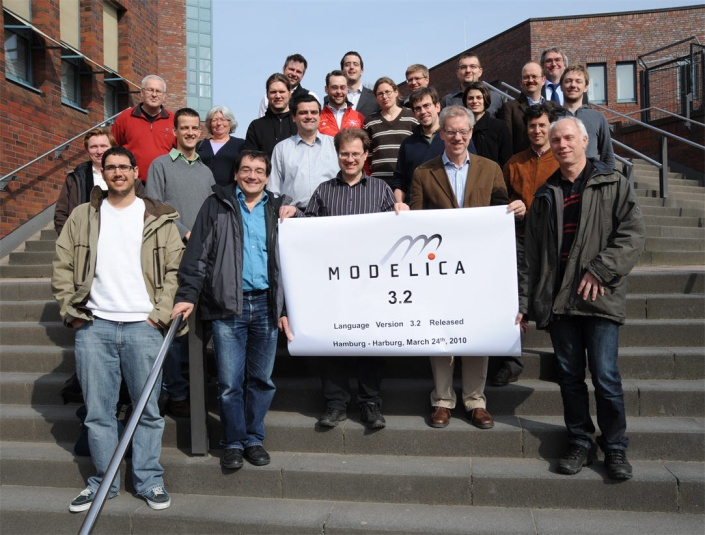 MODELICA
3.2
Language Version 3.2 Released
Hamburg - Harburg, March 24th, 2010